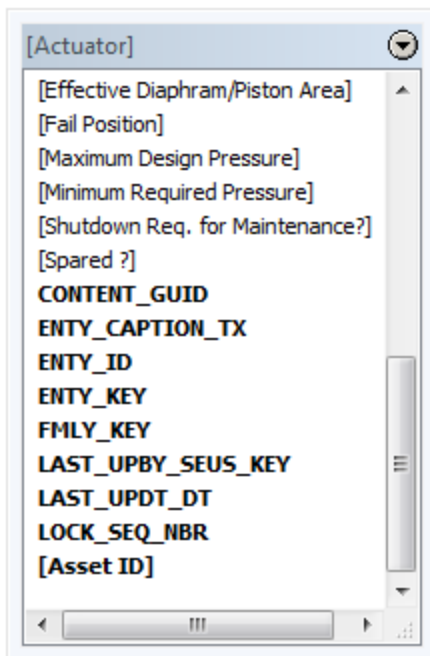 [Actuator]
[Effective Diaphram/Piston Area]
[Fail Position]
[Maximum Design Pressure]
[Minimum Required Pressure]
[Shutdown Req. for Maintenance?]
[Spared ?]
CONTENT_GUID
ENTY_CAPTION_TX
ENTY_ID
ENTY_KEY
FMLY_KEY
LAST_UPBY_SEUS_KEY
LAST_UPDT_DT
LOCK_SEQ_NBR
[Asset ID]